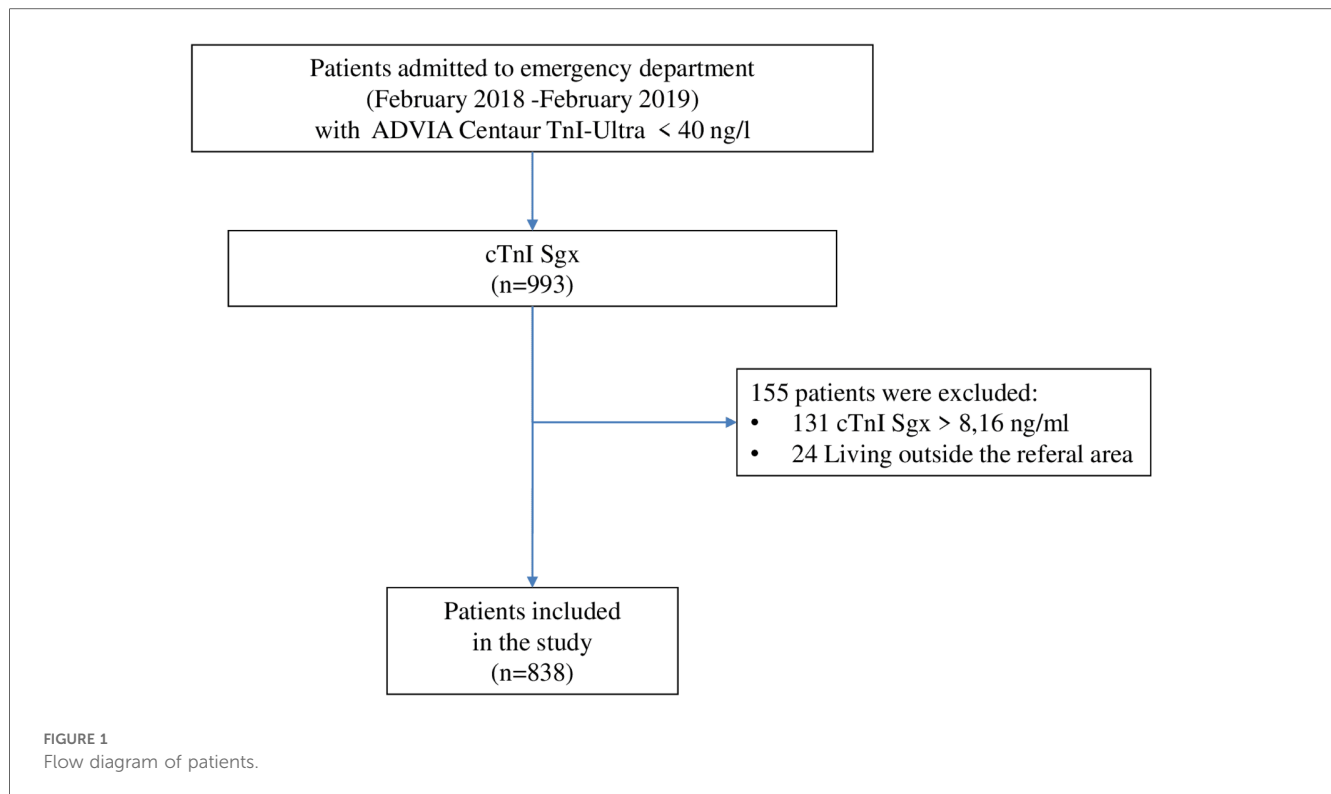 Patients admitted to emergency department
(February 2018 -February 2019)
with ADVIA Centaur TnI-Ultra < 40 ng/l
cTnI Sgx
(n=993)
155 patients were excluded:
• 131 cTnI Sgx > 8,16 ng/ml
• 24 Living outside the referal area
Patients included
in the study
(n=838)
FIGURE 1
Flow diagram of patients.